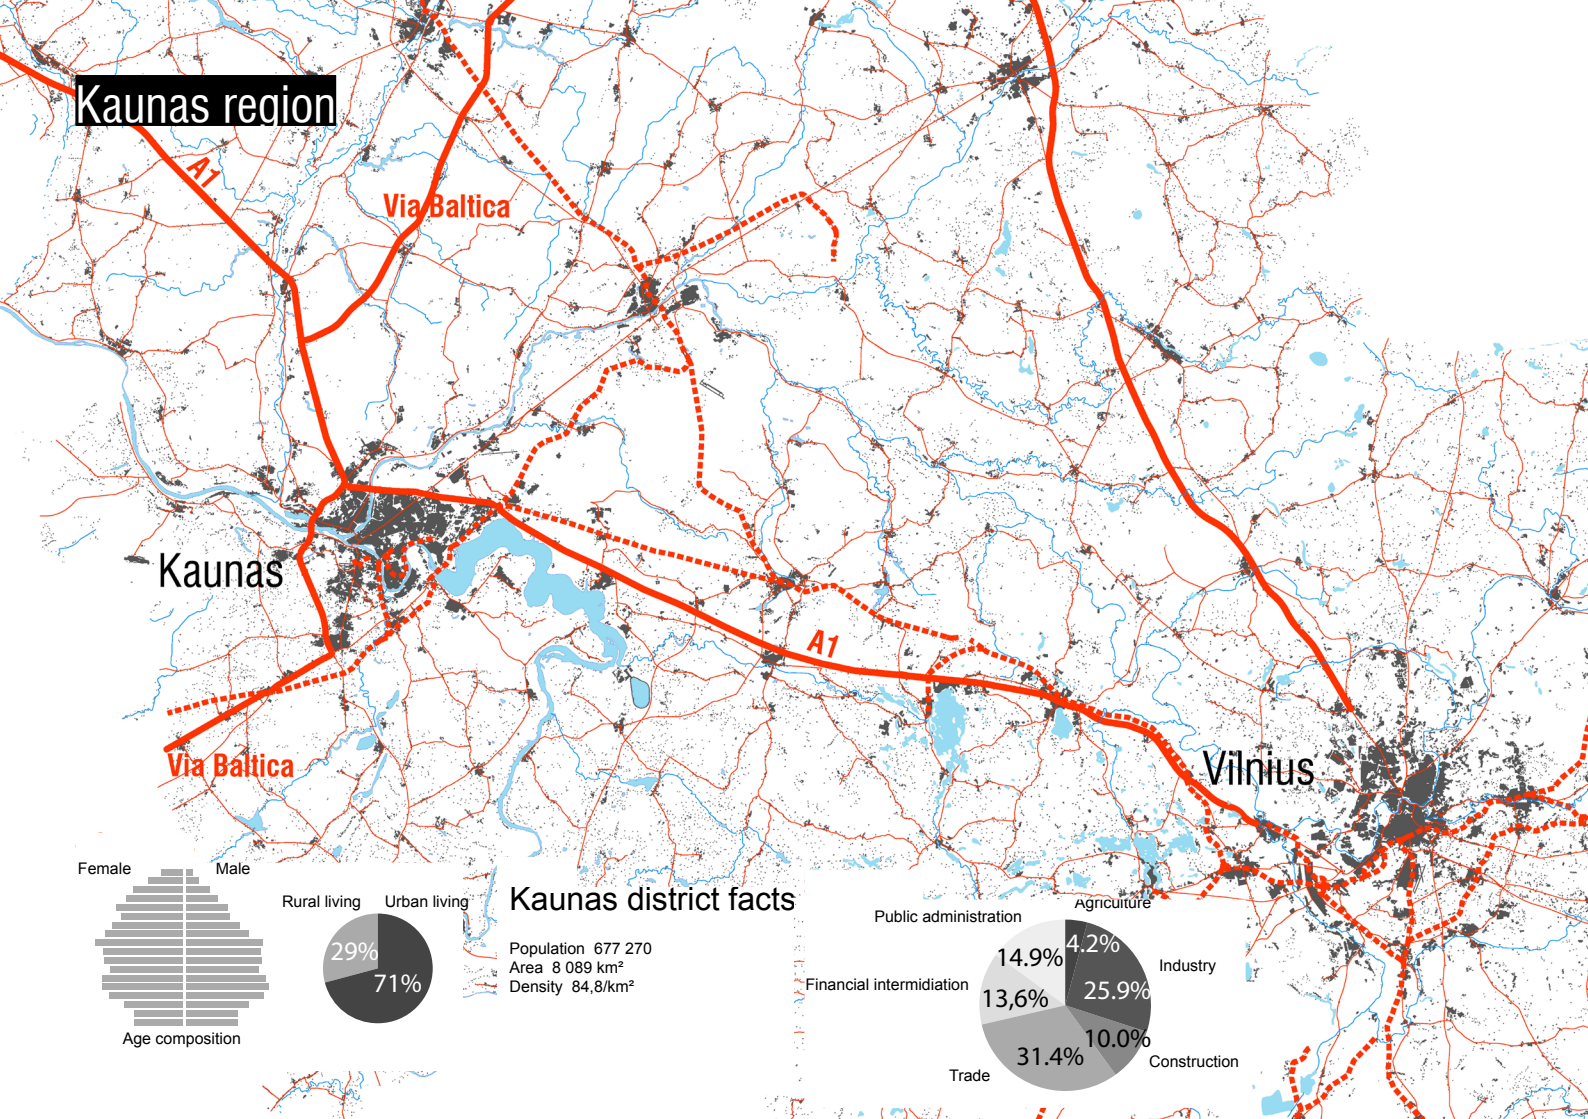 Kaunas region
A1
Via Baltica
Kaunas
A1
Via Baltica
Vilnius
Female
Male
Age composition
Rural living
Urban living
29%
71%
Kaunas district facts
Population 677 270
Area 8 089 km²
Density 84,8/km²
Agriculture
Public administration
14.9%
4.2%
Industry
Financial intermidiation
13,6%
25.9%
10.0%
31.4%
Construction
Trade